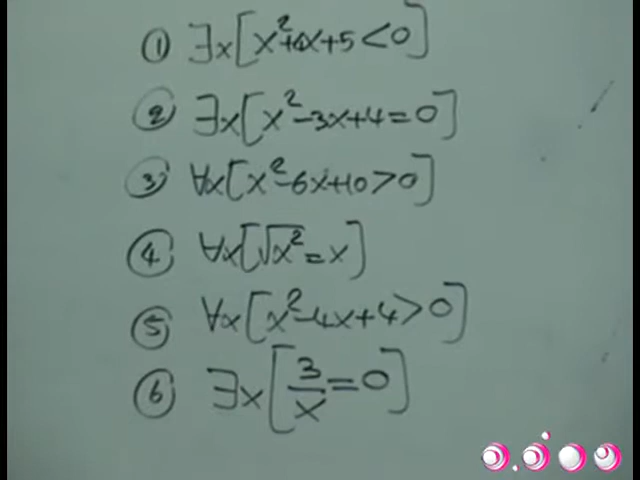 ① ∃x[x²+4x+5<0]
② ∃x[x²-3x+4=0]
③ ∀x[x²-6x+10>0]
④ ∀x[√x²=x]
⑤ ∀x[x²-4x+4>0]
⑥ ∃x[3/x=0]